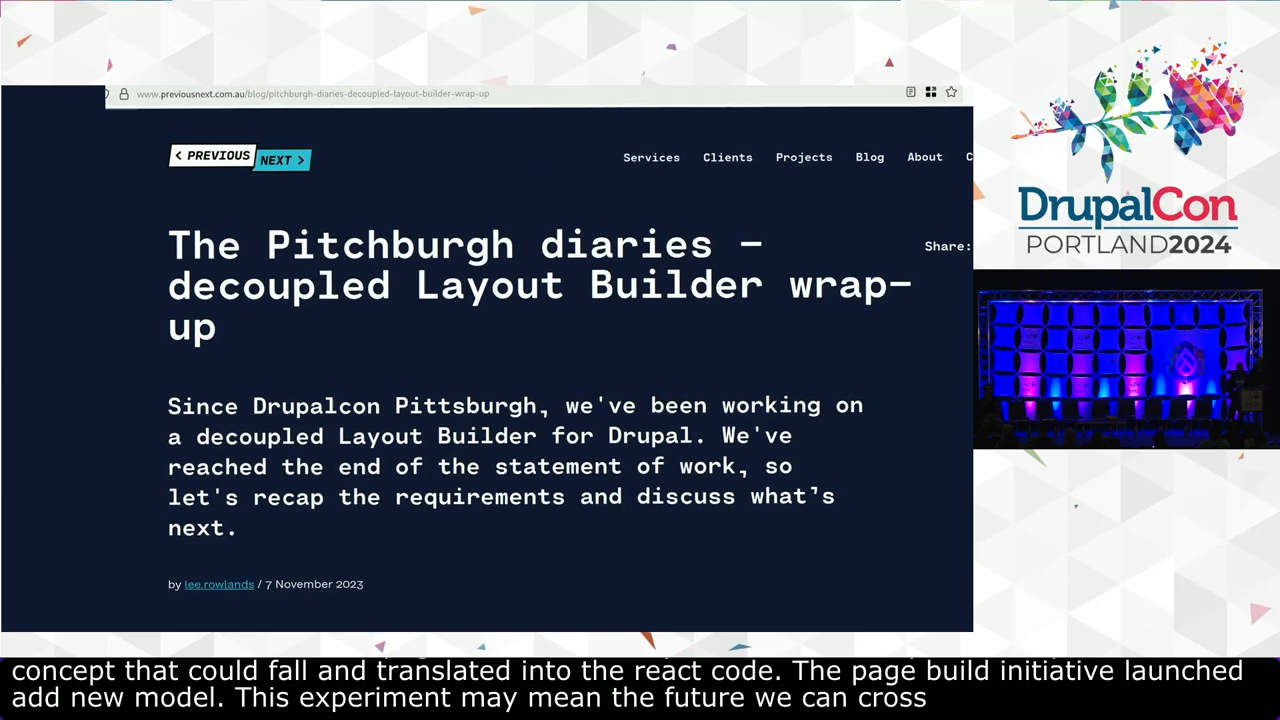 www.previousnext.com.au/blog/pitchburgh-diaries-decoupled-layout-builder-wrap-up
< PREVIOUS NEXT >
Services Clients Projects Blog About C
The Pitchburgh diaries –
decoupled Layout Builder wrap-
up
Share:
Since Drupalcon Pittsburgh, we've been working on
a decoupled Layout Builder for Drupal. We've
reached the end of the statement of work, so
let's recap the requirements and discuss what's
next.
by lee.rowlands / 7 November 2023
DrupalCon
PORTLAND2024
concept that could fall and translated into the react code. The page build initiative launched
add new model. This experiment may mean the future we can cross